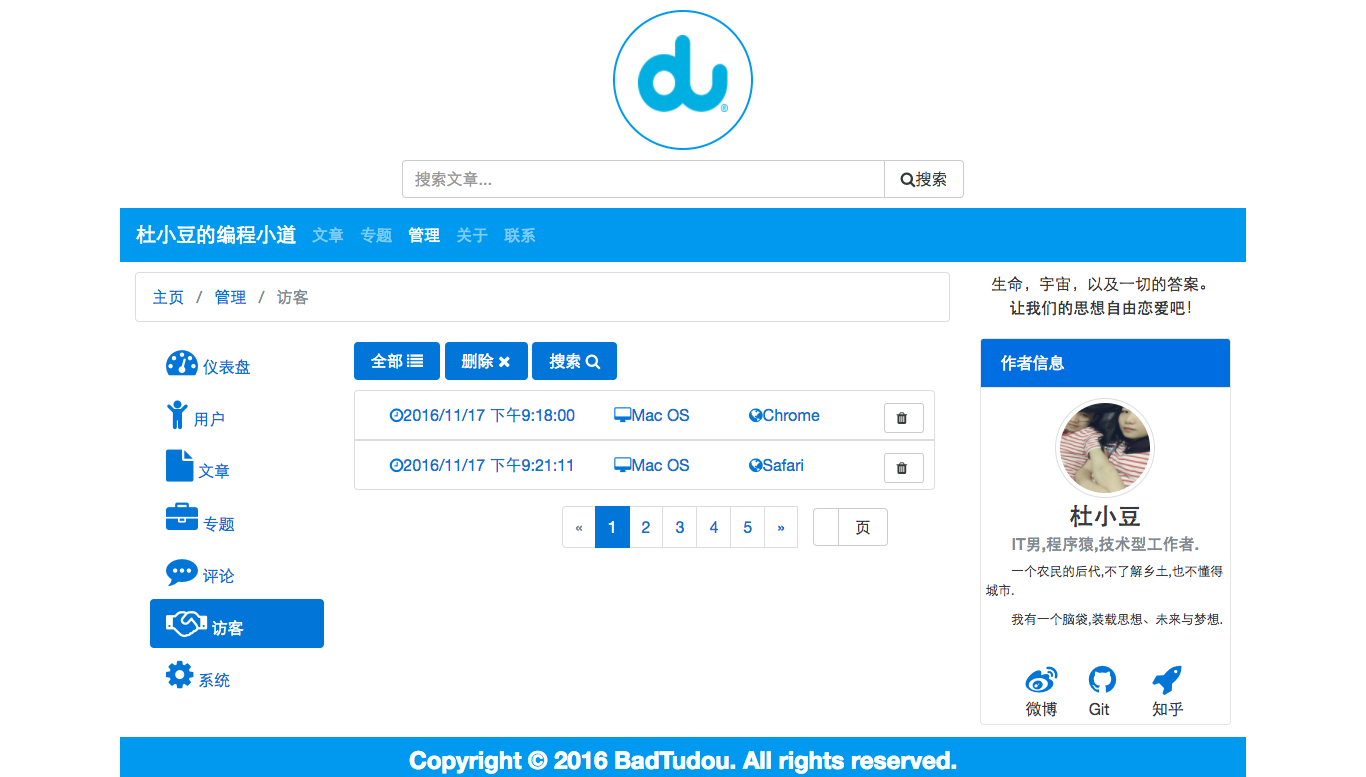 du®
搜索文章...
搜索
杜小豆的编程小道 文章 专题 管理 关于 联系
主页 / 管理 / 访客
生命，宇宙，以及一切的答案。
让我们的思想自由恋爱吧！
仪表盘
用户
文章
专题
评论
访客
系统
全部 删除 搜索
2016/11/17 下午9:18:00 Mac OS Chrome
2016/11/17 下午9:21:11 Mac OS Safari
« 1 2 3 4 5 » 页
作者信息
杜小豆
IT男,程序猿,技术型工作者.
一个农民的后代,不了解乡土,也不懂得
城市.
我有一个脑袋,装载思想、未来与梦想.
微博 Git 知乎
Copyright © 2016 BadTudou. All rights reserved.